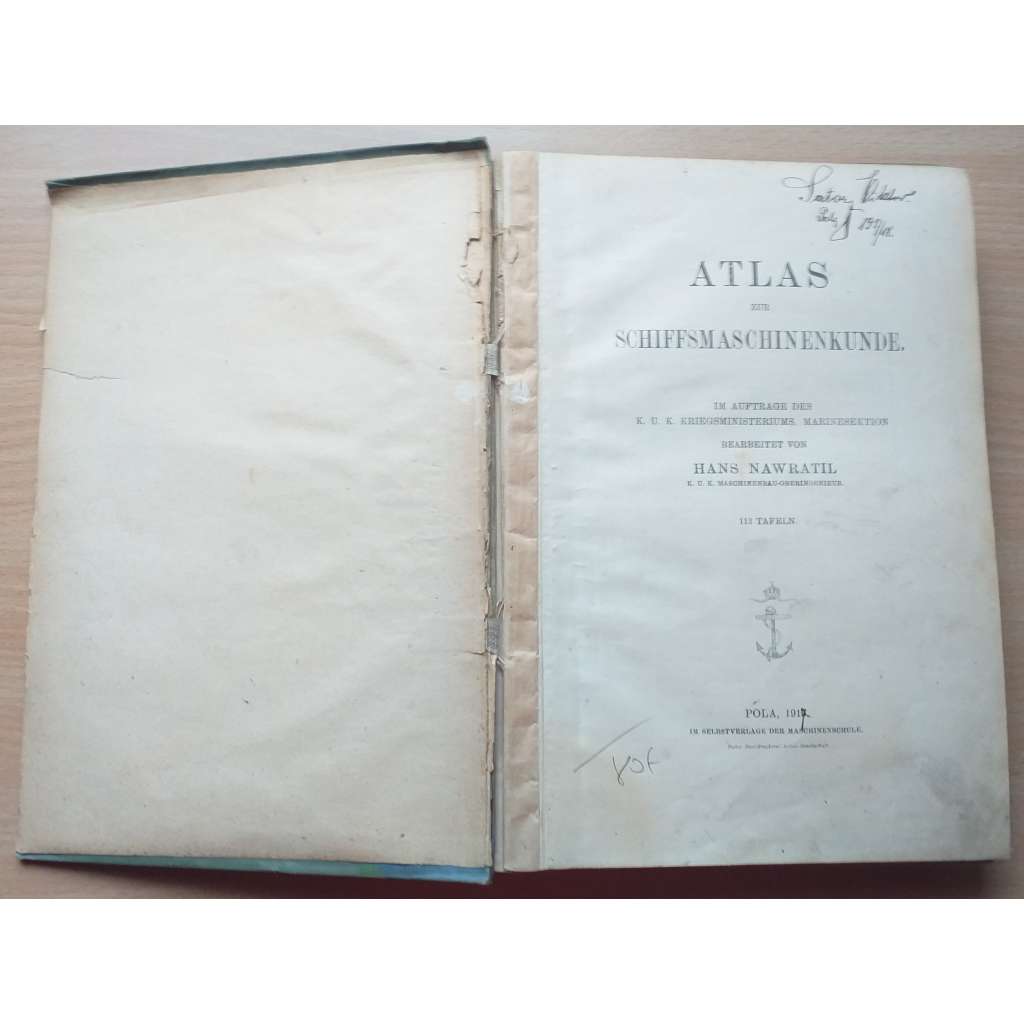 ATLAS
ZUR
SCHIFFSMASCHINENKUNDE.
IM AUFTRAGE DES
K. U. K. KRIEGSMINISTERIUMS, MARINESEKTION
BEARBEITET VON
HANS NAWRATIL
K. U. K. MASCHINENBAU-OBERINGENIEUR.
112 TAFELN.
POLA, 1917.
IM SELBSTVERLAGE DER MASCHINENSCHULE.